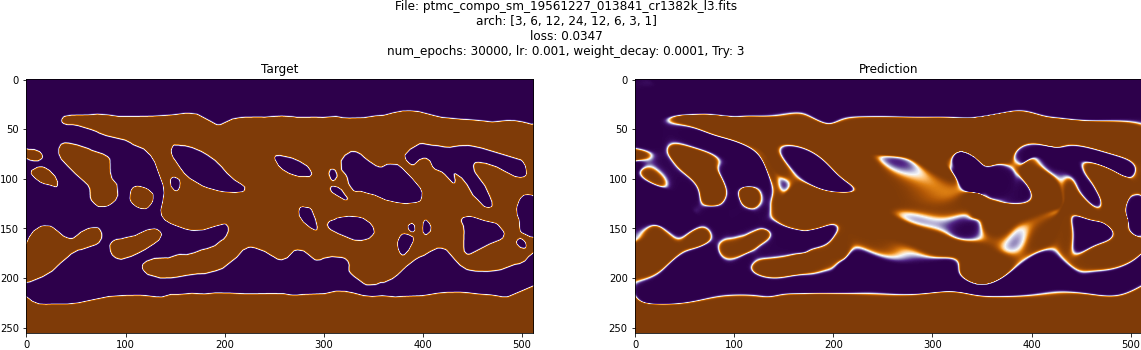 File: ptmc_compo_sm_19561227_013841_cr1382k_l3.fits
arch: [3, 6, 12, 24, 12, 6, 3, 1]
loss: 0.0347
num_epochs: 30000, lr: 0.001, weight_decay: 0.0001, Try: 3
Target
0
50
100
150
200
250
0 100 200 300 400 500
Prediction
0
50
100
150
200
250
0 100 200 300 400 500